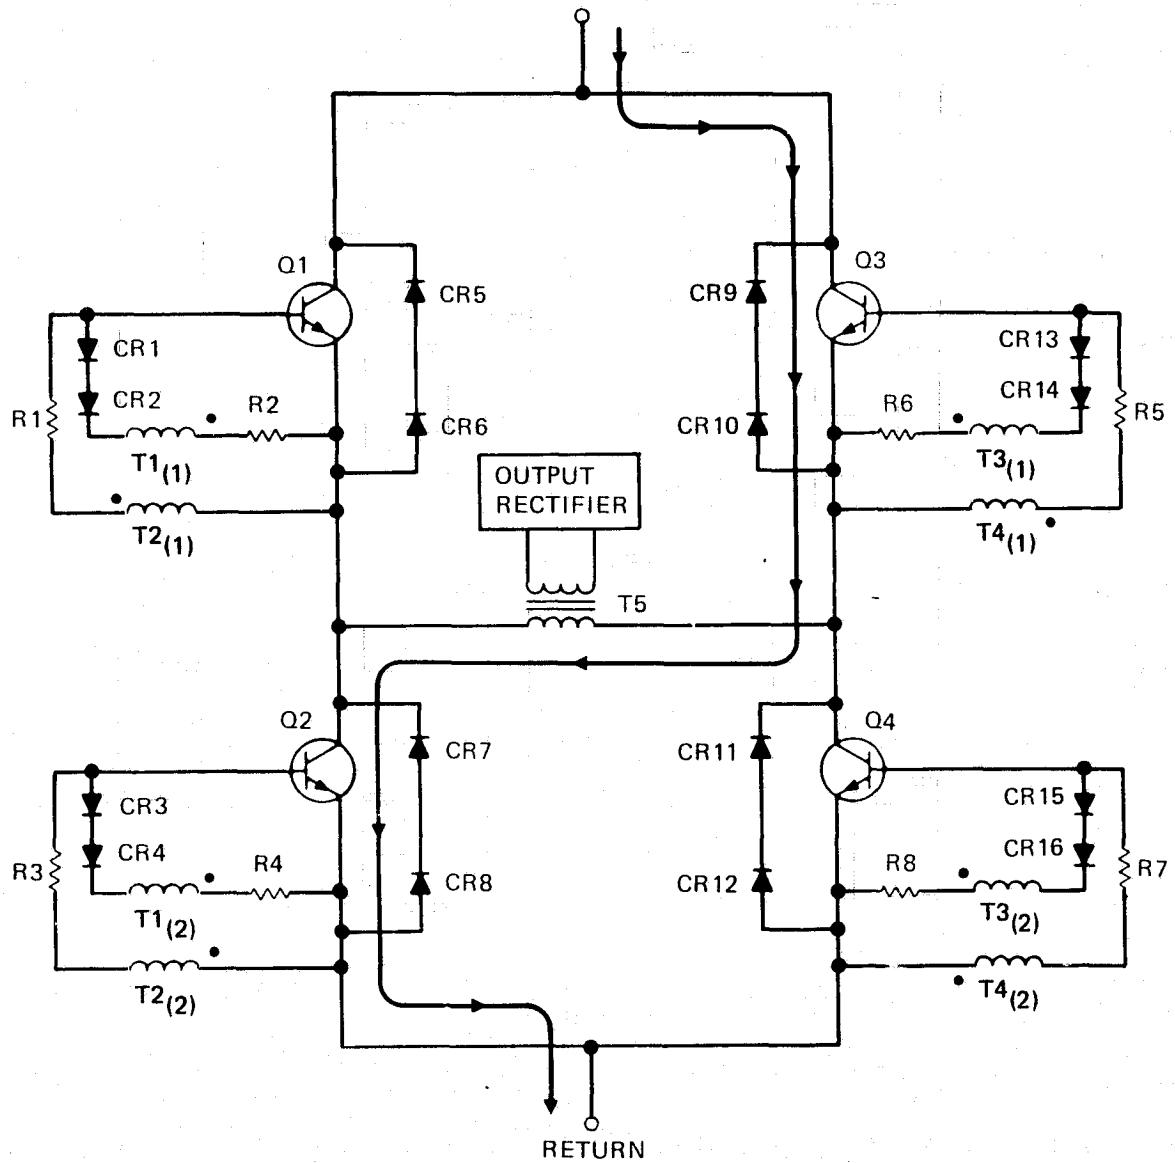 Q1
Q3
CR5
CR9
CR1
CR13
CR2
CR14
R1
R2
CR6
CR10
R6
R5
T1(1)
T3(1)
OUTPUT
RECTIFIER
T2(1)
T4(1)
T5
Q2
Q4
CR7
CR11
CR3
CR15
CR4
CR16
R3
R4
CR8
CR12
R8
R7
T1(2)
T3(2)
T2(2)
T4(2)
RETURN